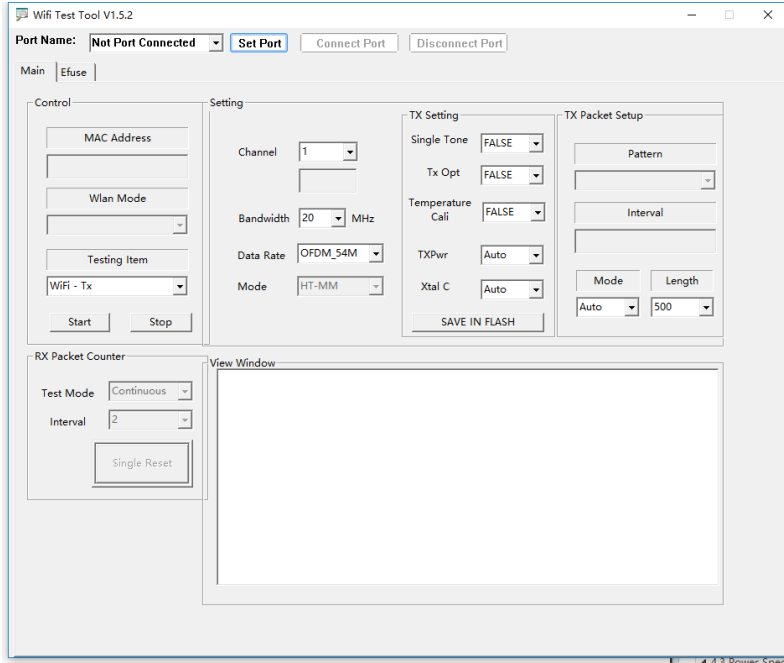 Wifi Test Tool V1.5.2
Port Name: Not Port Connected Set Port Connect Port Disconnect Port
Main Efuse
Control
MAC Address
Wlan Mode
Testing Item
WiFi - Tx
Start Stop
Setting
Channel 1
Bandwidth 20 MHz
Data Rate OFDM_54M
Mode HT-MM
TX Setting
Single Tone FALSE
Tx Opt FALSE
Temperature
Cali FALSE
TXPwr Auto
Xtal C Auto
SAVE IN FLASH
TX Packet Setup
Pattern
Interval
Mode Length
Auto 500
RX Packet Counter
Test Mode Continuous
Interval 2
Single Reset
View Window
4.3 Power Spec